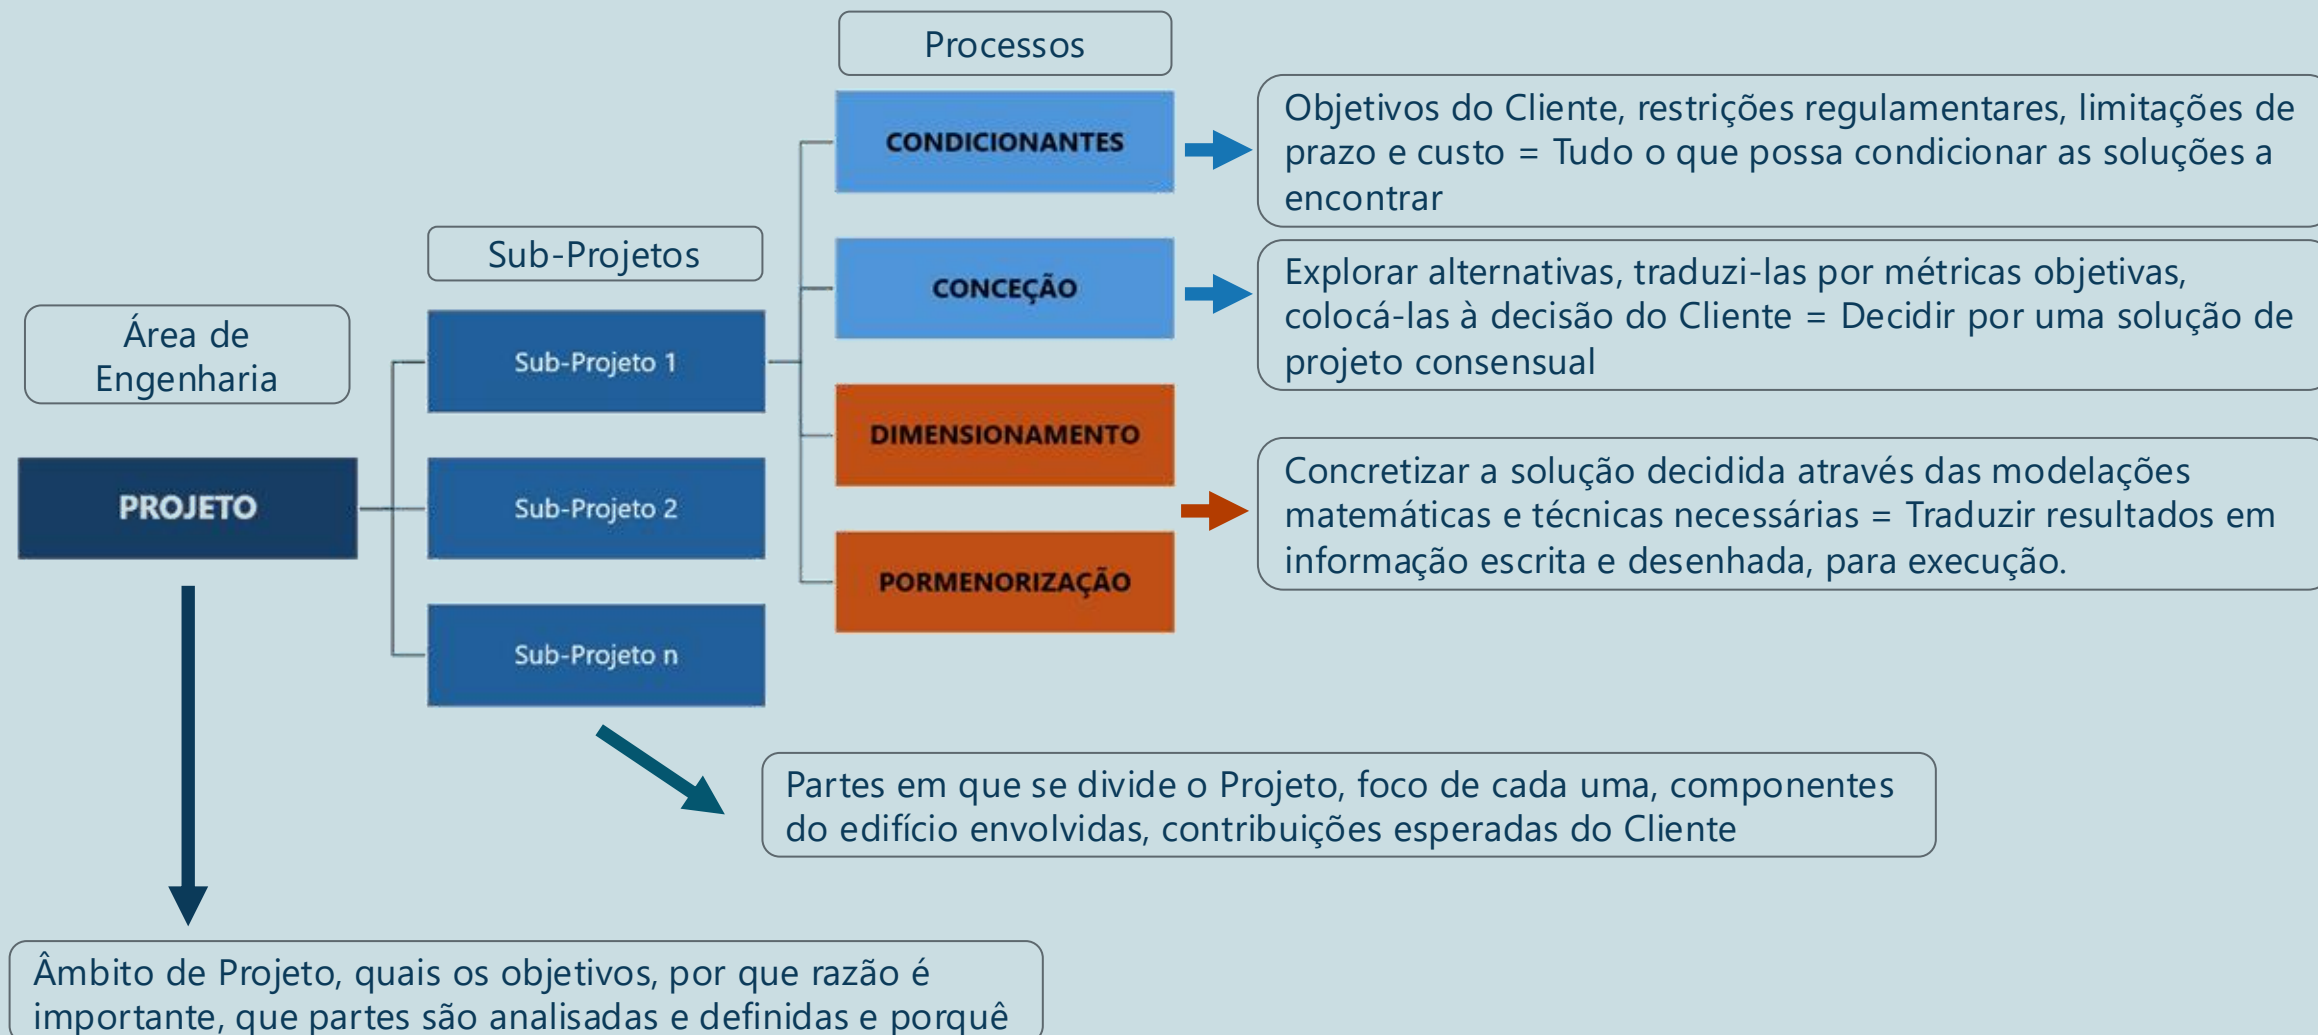 Processos
CONDICIONANTES
Objetivos do Cliente, restrições regulamentares, limitações de
prazo e custo = Tudo o que possa condicionar as soluções a
encontrar
Sub-Projetos
CONCEÇÃO
Explorar alternativas, traduzi-las por métricas objetivas,
colocá-las à decisão do Cliente = Decidir por uma solução de
projeto consensual
Área de
Engenharia
Sub-Projeto 1
DIMENSIONAMENTO
PROJETO
Sub-Projeto 2
Concretizar a solução decidida através das modelações
matemáticas e técnicas necessárias = Traduzir resultados em
informação escrita e desenhada, para execução.
PORMENORIZAÇÃO
Sub-Projeto n
Partes em que se divide o Projeto, foco de cada uma, componentes
do edifício envolvidas, contribuições esperadas do Cliente
Âmbito de Projeto, quais os objetivos, por que razão é
importante, que partes são analisadas e definidas e porquê